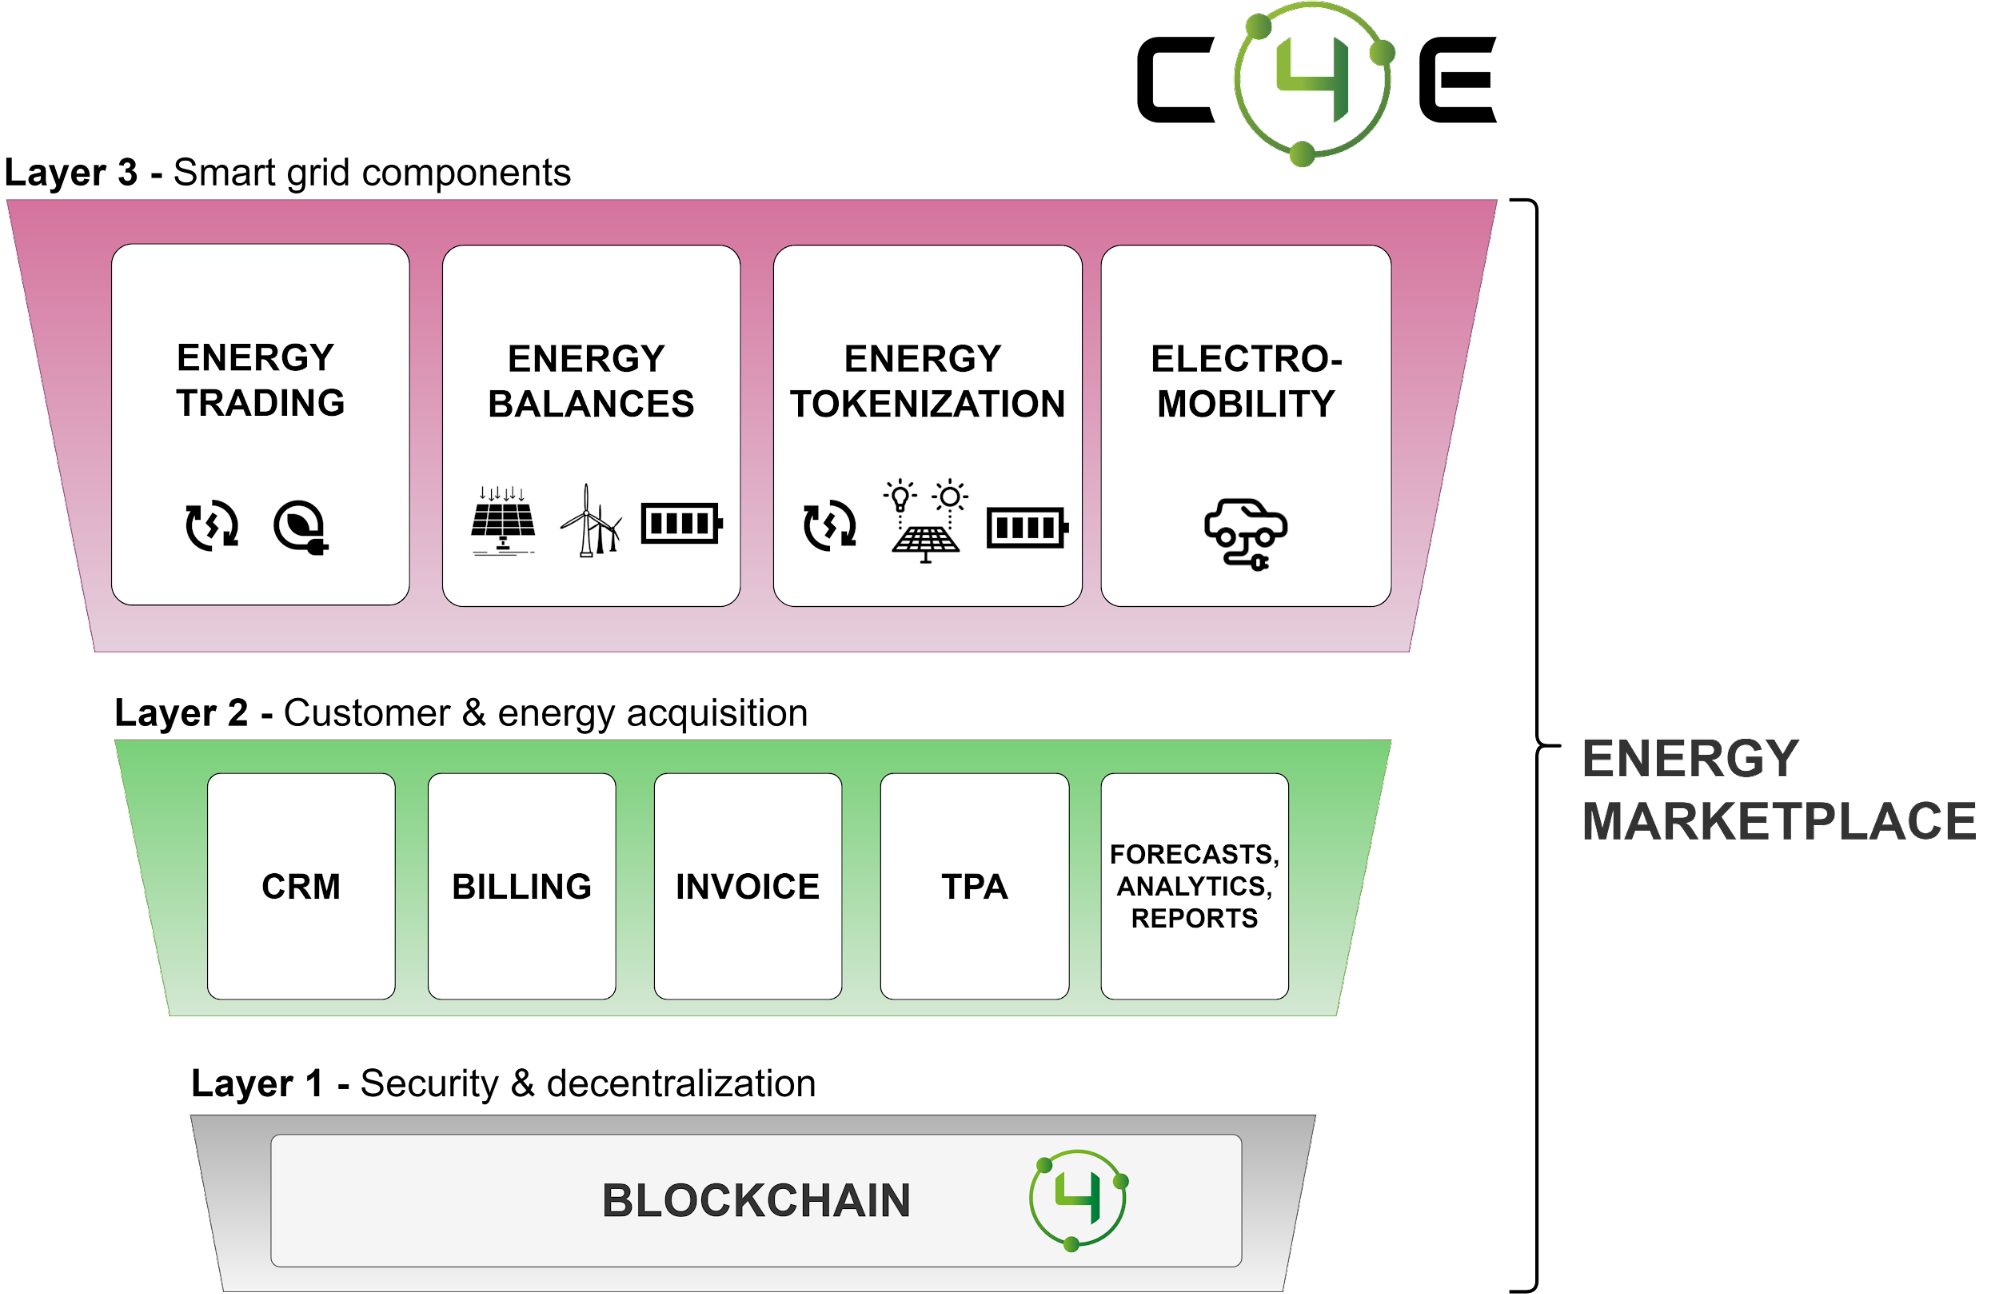 C4E
Layer 3 - Smart grid components
ENERGY
TRADING
ENERGY
BALANCES
ENERGY
TOKENIZATION
ELECTRO-
MOBILITY
Layer 2 - Customer & energy acquisition
CRM
BILLING
INVOICE
TPA
FORECASTS,
ANALYTICS,
REPORTS
Layer 1 - Security & decentralization
BLOCKCHAIN
4
ENERGY
MARKETPLACE